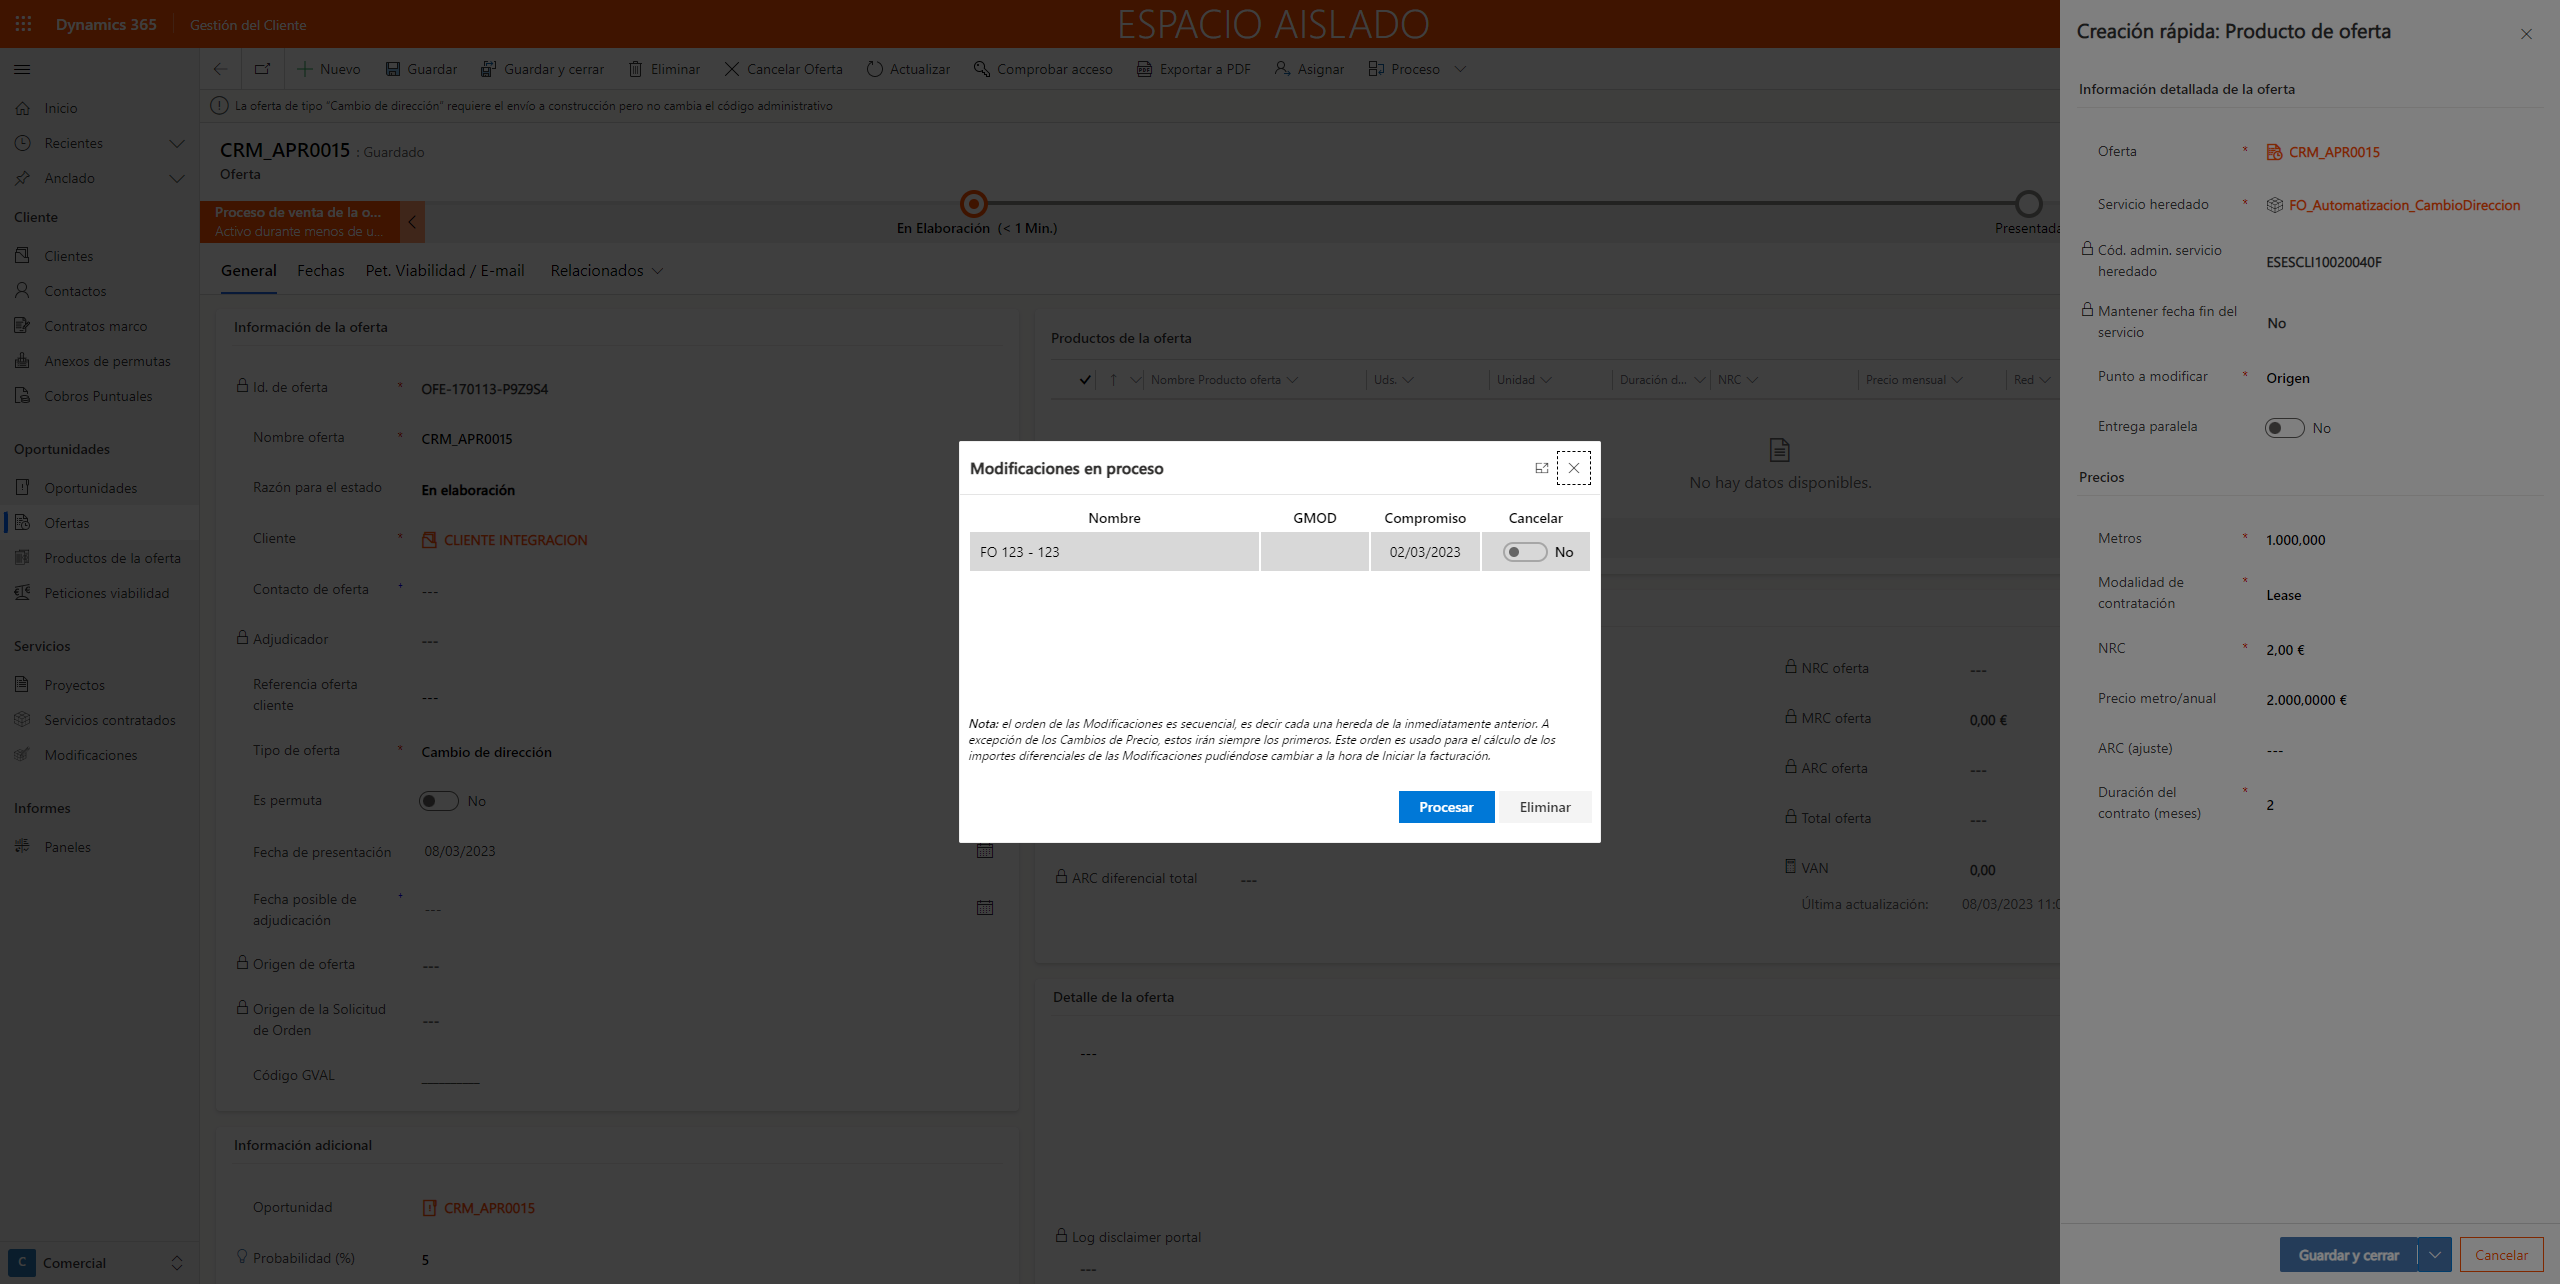 Dynamics 365
Gestión del Cliente
ESPACIO AISLADO
Nuevo
Guardar
Guardar y cerrar
Eliminar
Cancelar Oferta
Actualizar
Comprobar acceso
Exportar a PDF
Asignar
Proceso
La oferta de tipo "Cambio de dirección" requiere el envío a construcción pero no cambia el código administrativo
Inicio
Recientes
Anclado
Cliente
Clientes
Contactos
Contratos marco
Anexos de permutas
Cobros Puntuales
Oportunidades
Oportunidades
Ofertas
Productos de la oferta
Peticiones viabilidad
Servicios
Proyectos
Servicios contratados
Modificaciones
Informes
Paneles
C Comercial
CRM_APR0015 : Guardado
Oferta
Proceso de venta de la o...
Activo durante menos de u...
En Elaboración (< 1 Min.)
Presentada
General
Fechas
Pet. Viabilidad / E-mail
Relacionados
Información de la oferta
Id. de oferta * OFE-170113-P9Z9S4
Nombre oferta * CRM_APR0015
Razón para el estado En elaboración
Cliente * CLIENTE INTEGRACION
Contacto de oferta + ---
Adjudicador ---
Referencia oferta
cliente
---
Tipo de oferta * Cambio de dirección
Es permuta No
Fecha de presentación 08/03/2023
Fecha posible de
adjudicación
+ ---
Origen de oferta ---
Origen de la Solicitud
de Orden
---
Código GVAL
Información adicional
Oportunidad CRM_APR0015
Probabilidad (%) 5
Productos de la oferta
Nombre Producto oferta
Uds.
Unidad
Duración d...
NRC
Precio mensual
Red
No hay datos disponibles.
NRC oferta ---
MRC oferta 0,00 €
ARC oferta ---
Total oferta ---
VAN 0,00
ARC diferencial total ---
Última actualización: 08/03/2023 11:0
Detalle de la oferta
---
Log disclaimer portal
---
Modificaciones en proceso
Nombre GMOD Compromiso Cancelar
FO 123 - 123 02/03/2023 No
Nota: el orden de las Modificaciones es secuencial, es decir cada una hereda de la inmediatamente anterior. A
excepción de los Cambios de Precio, estos irán siempre los primeros. Este orden es usado para el cálculo de los
importes diferenciales de las Modificaciones pudiéndose cambiar a la hora de Iniciar la facturación.
Procesar
Eliminar
Creación rápida: Producto de oferta
Información detallada de la oferta
Oferta * CRM_APR0015
Servicio heredado * FO_Automatizacion_CambioDireccion
Cód. admin. servicio
heredado
ESESCLI10020040F
Mantener fecha fin del
servicio
No
Punto a modificar * Origen
Entrega paralela No
Precios
Metros * 1.000,000
Modalidad de
contratación
* Lease
NRC * 2,00 €
Precio metro/anual 2.000,0000 €
ARC (ajuste) ---
Duración del
contrato (meses)
* 2
Guardar y cerrar
Cancelar